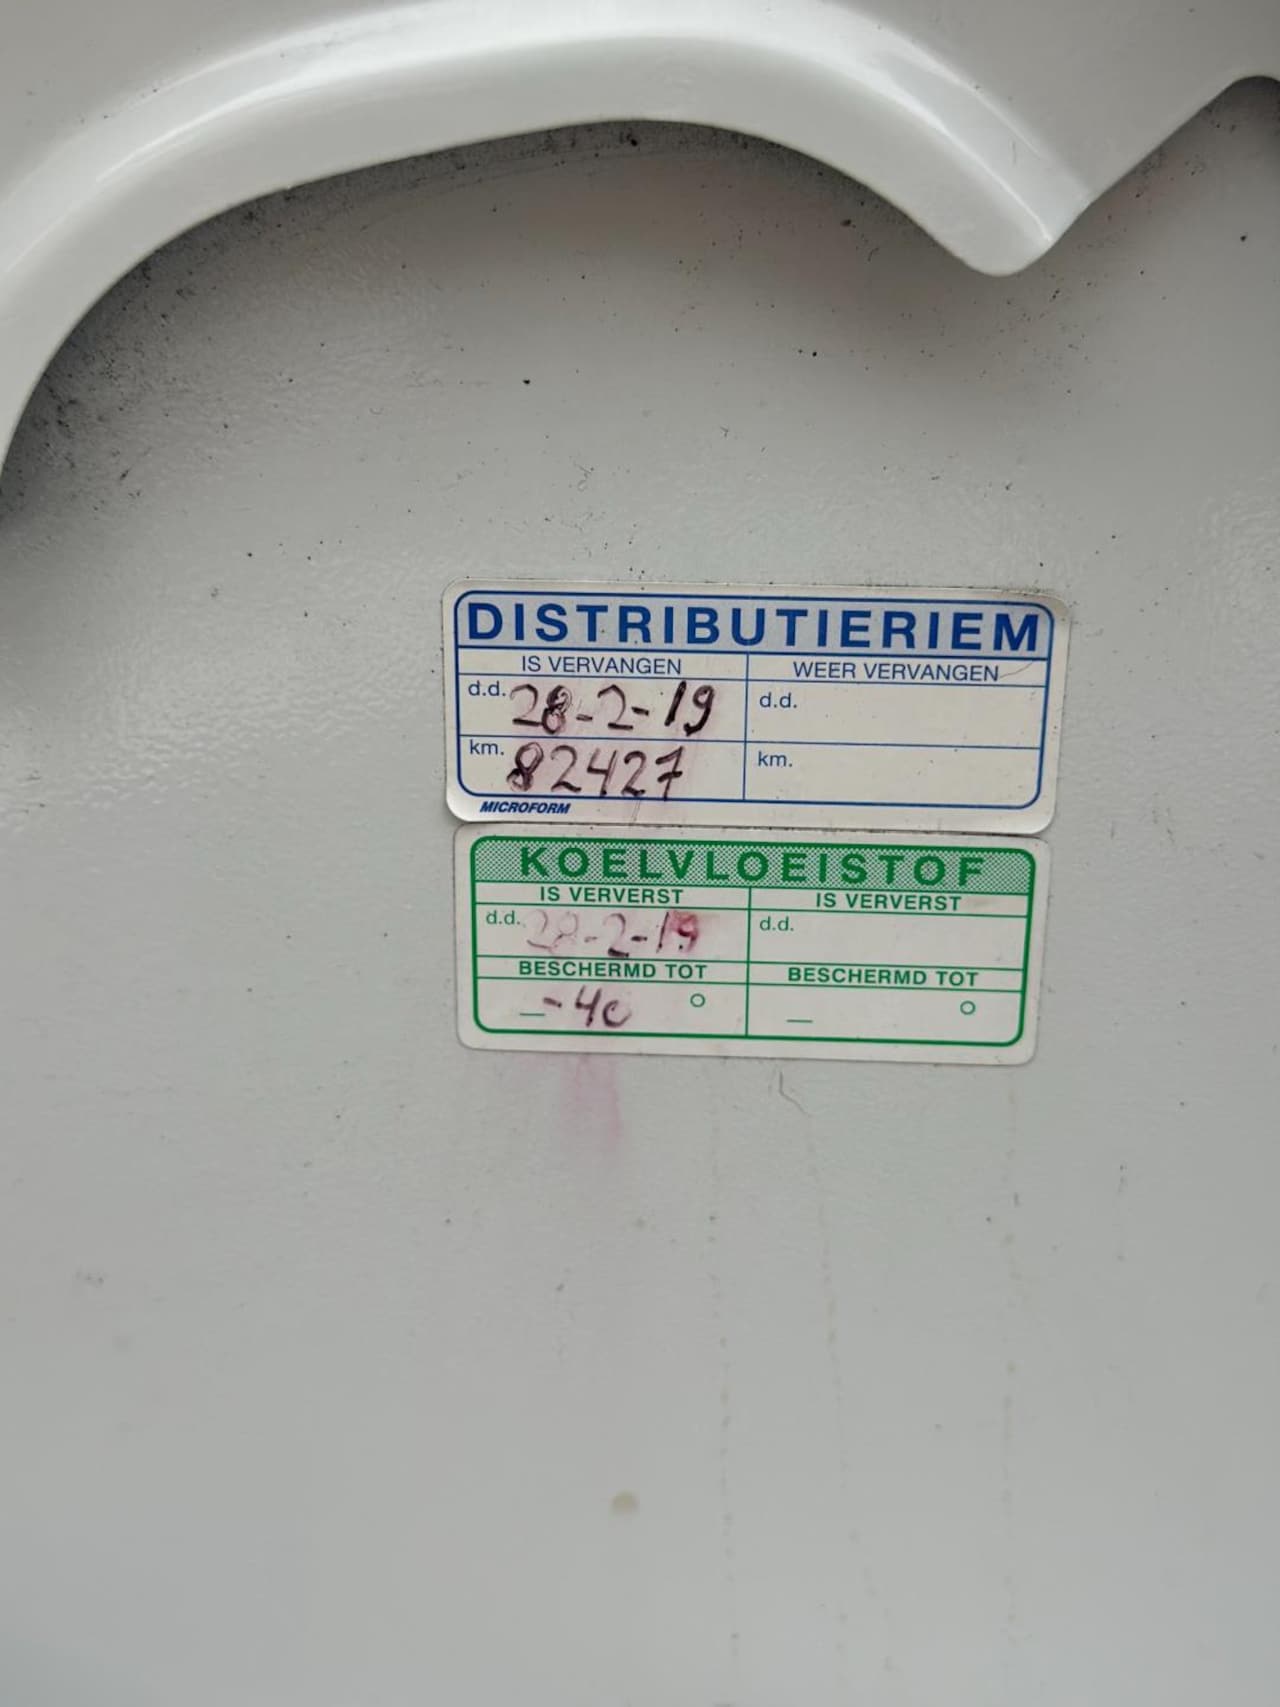 DISTRIBUTIERIEM
IS VERVANGEN WEER VERVANGEN
d.d. 28-2-19 d.d.
km. 82427 km.
MICROFORM
KOELVLOEISTOF
IS VERVERST IS VERVERST
d.d. 28-2-19 d.d.
BESCHERMD TOT BESCHERMD TOT
_-40 ° _ °